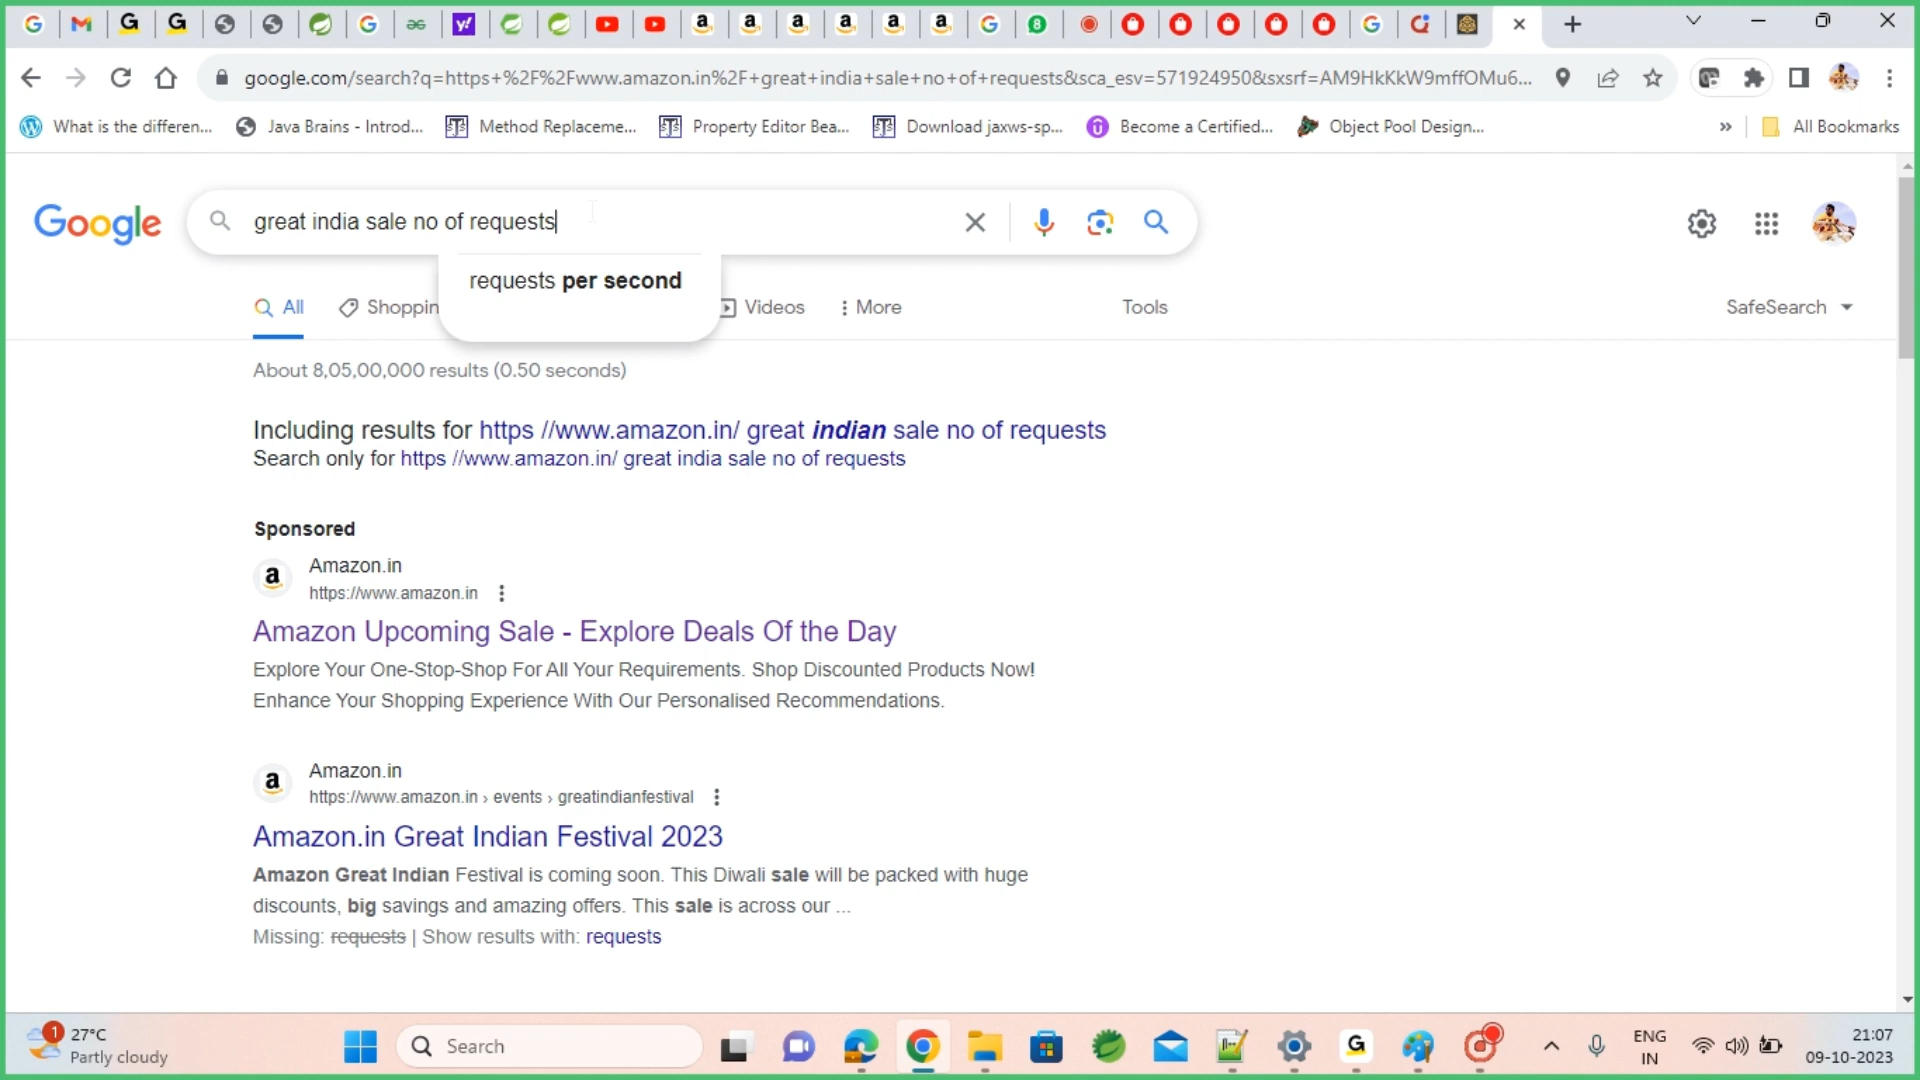 google.com/search?q=https+%2F%2Fwww.amazon.in%2F+great+india+sale+no+of+requests&sca_esv=571924950&sxsrf=AM9HkKkW9mffOMu6...
What is the differen...
Java Brains - Introd...
Method Replaceme...
Property Editor Bea...
Download jaxws-sp...
Become a Certified...
Object Pool Design...
»
All Bookmarks
Google
great india sale no of requests
requests per second
All
Shoppin
Videos
More
Tools
SafeSearch
About 8,05,00,000 results (0.50 seconds)
Including results for https //www.amazon.in/ great indian sale no of requests
Search only for https //www.amazon.in/ great india sale no of requests
Sponsored
Amazon.in
https://www.amazon.in
Amazon Upcoming Sale - Explore Deals Of the Day
Explore Your One-Stop-Shop For All Your Requirements. Shop Discounted Products Now!
Enhance Your Shopping Experience With Our Personalised Recommendations.
Amazon.in
https://www.amazon.in › events › greatindianfestival
Amazon.in Great Indian Festival 2023
Amazon Great Indian Festival is coming soon. This Diwali sale will be packed with huge
discounts, big savings and amazing offers. This sale is across our ...
Missing: requests | Show results with: requests
1
27°C
Partly cloudy
Search
ENG
IN
21:07
09-10-2023